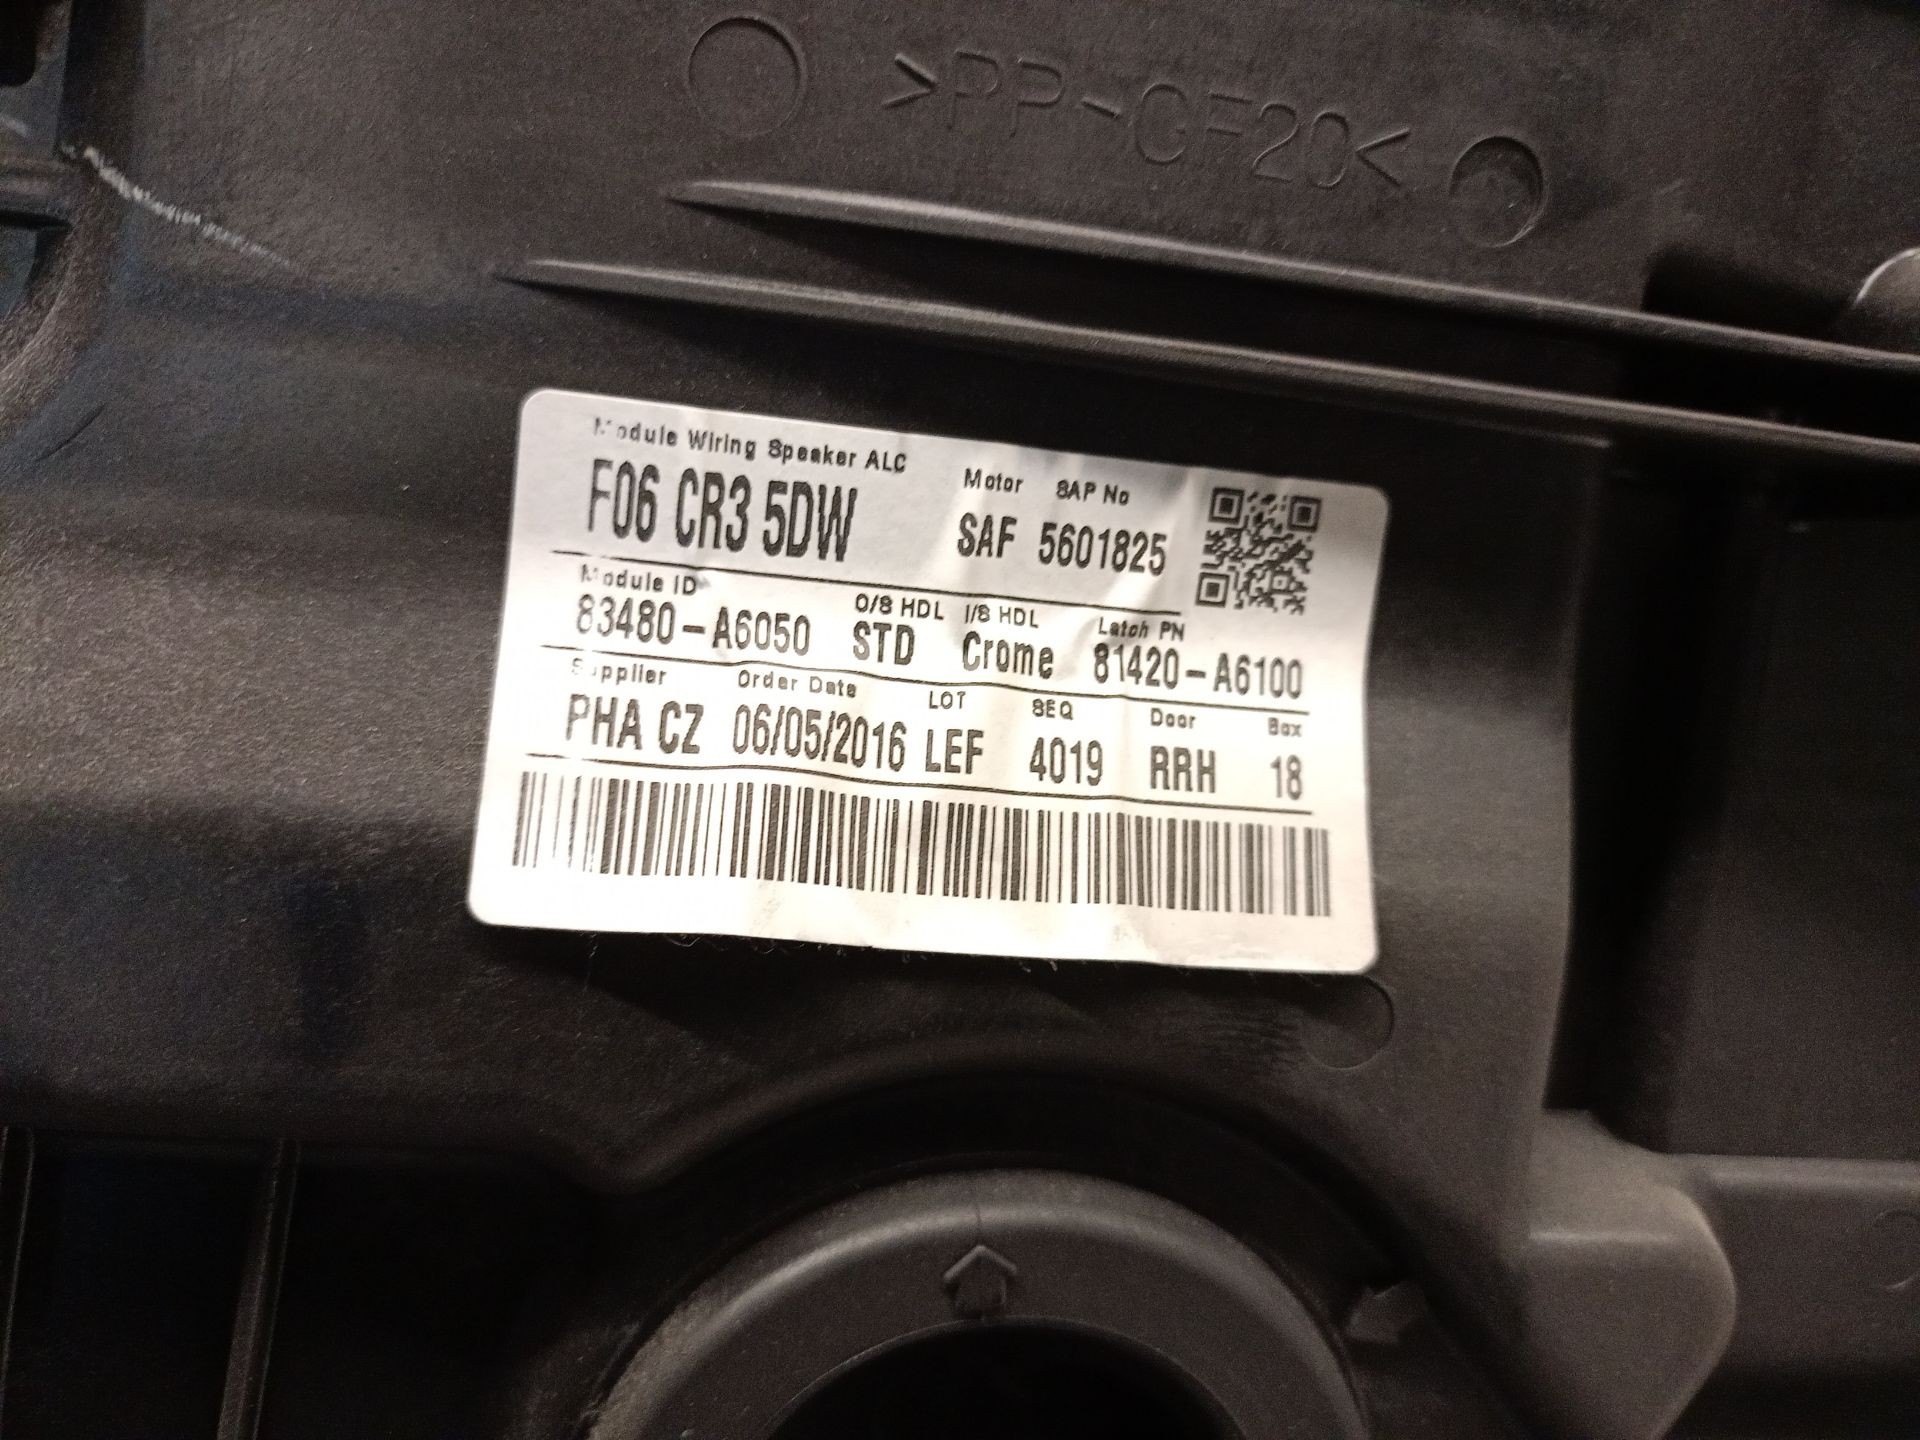 >PP-GF20<
Module Wiring Speaker ALC Motor SAP No
F06 CR3 5DW SAF 5601825
Module ID O/S HDL I/S HDL Latch PN
83480-A6050 STD Crome 81420-A6100
Supplier Order Date LOT SEQ Door Box
PHA CZ 06/05/2016 LEF 4019 RRH 18